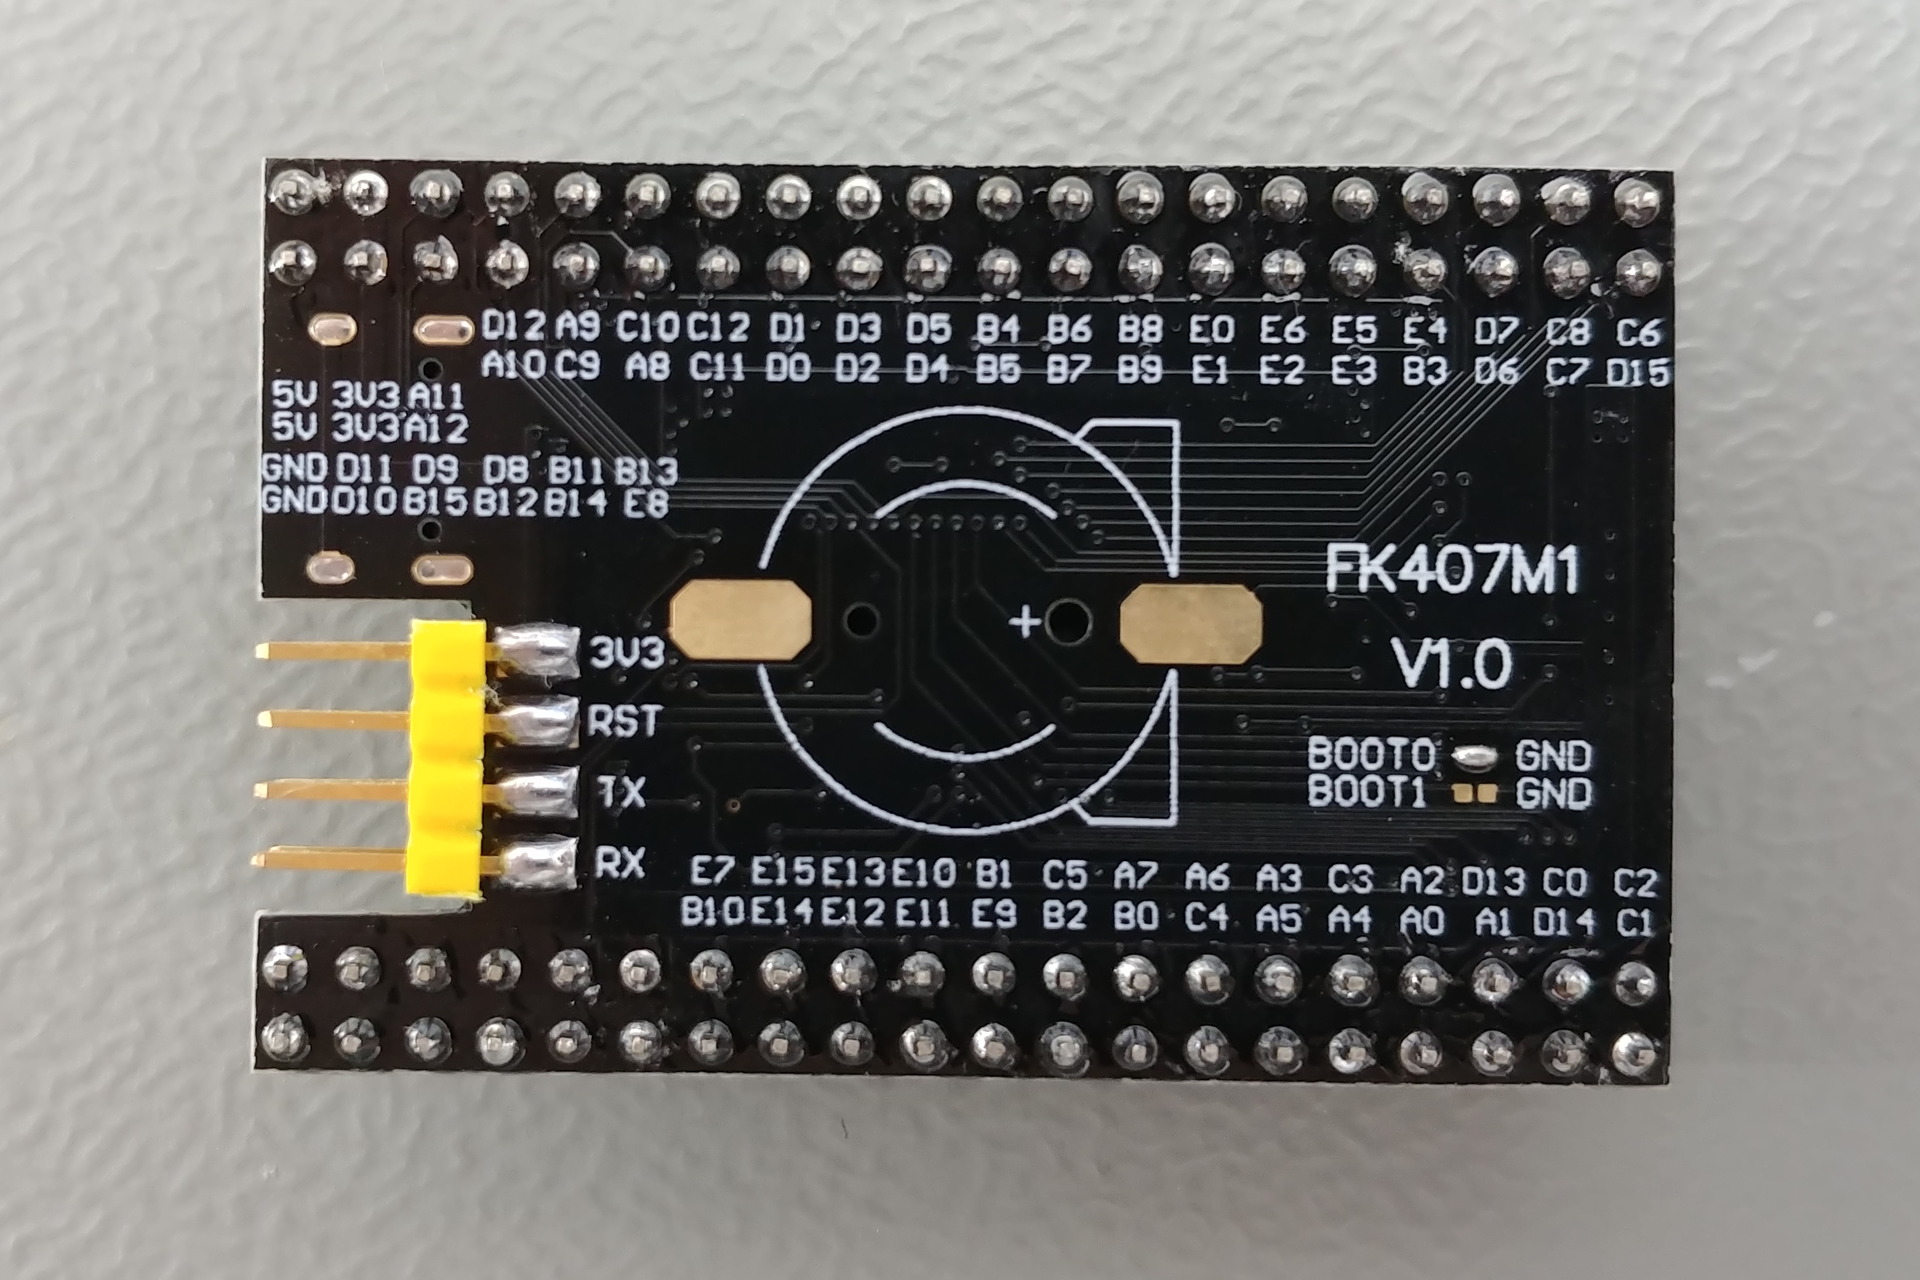 D12 A9 C10 C12 D1 D3 D5 B4 B6 B8 E0 E6 E5 E4 D7 C8 C6
A10 C9 A8 C11 D0 D2 D4 B5 B7 B9 E1 E2 E3 B3 D6 C7 D15
5V 3V3 A11
5V 3V3 A12
GND D11 D9 D8 B11 B13
GND D10 B15 B12 B14 E8
+
FK407M1
V1.0
3V3
RST
TX
RX
BOOT0 GND
BOOT1 GND
E7 E15 E13 E10 B1 C5 A7 A6 A3 C3 A2 D13 C0 C2
B10 E14 E12 E11 E9 B2 B0 C4 A5 A4 A0 A1 D14 C1